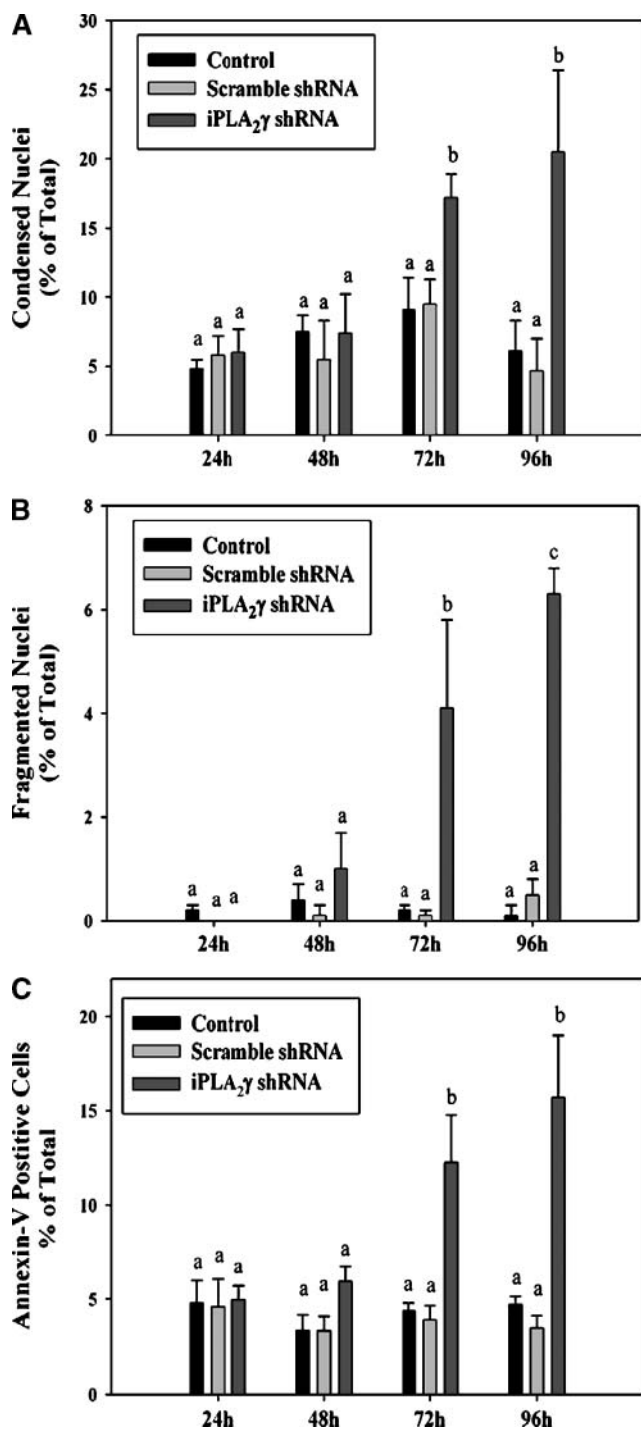 A
Condensed Nuclei
(% of Total)
30
25
20
15
10
5
0
Control
Scramble shRNA
iPLA₂γ shRNA
a a a
a a a
a a b
a a b
24h 48h 72h 96h
B
Fragmented Nuclei
(% of Total)
8
6
4
2
0
Control
Scramble shRNA
iPLA₂γ shRNA
a a a
a a a
a a b
a a c
24h 48h 72h 96h
C
Annexin-V Postitive Cells
% of Total
20
15
10
5
0
Control
Scramble shRNA
iPLA₂γ shRNA
a a a
a a a
a a b
a a b
24h 48h 72h 96h